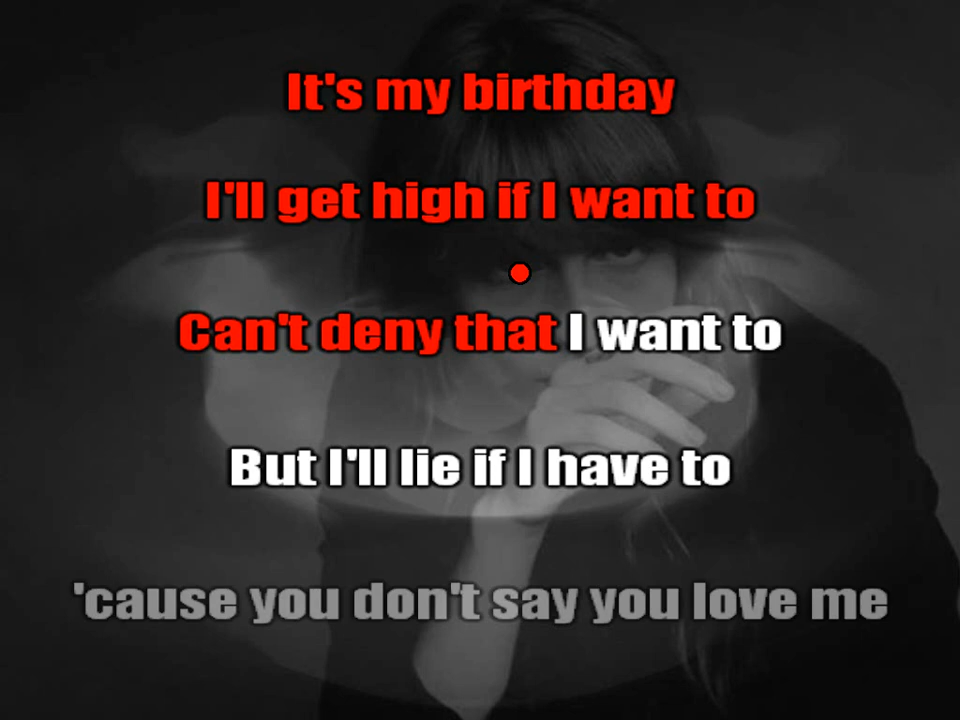 It's my birthday
I'll get high if I want to
Can't deny that I want to
But I'll lie if I have to
'cause you don't say you love me